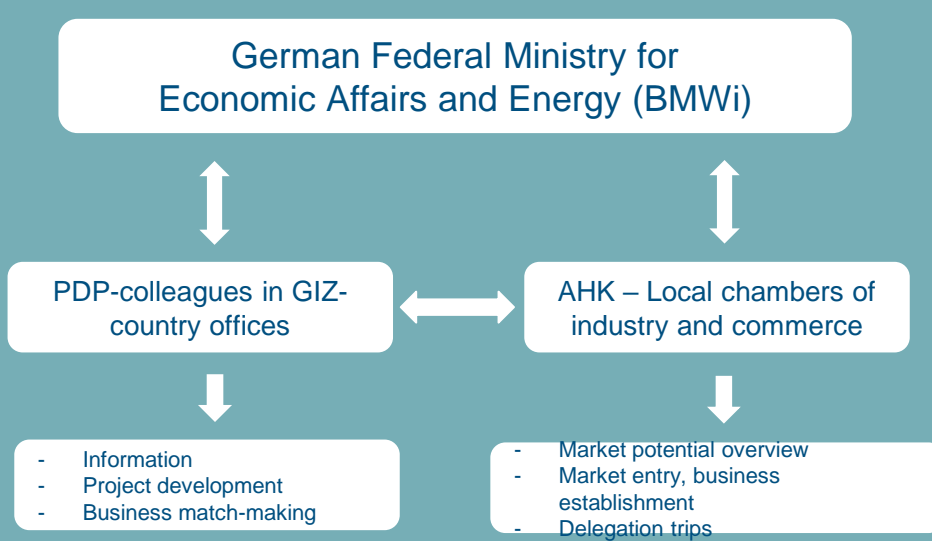 German Federal Ministry for
Economic Affairs and Energy (BMWi)
PDP-colleagues in GIZ-
country offices
AHK – Local chambers of
industry and commerce
- Information
- Project development
- Business match-making
- Market potential overview
- Market entry, business
establishment
- Delegation trips